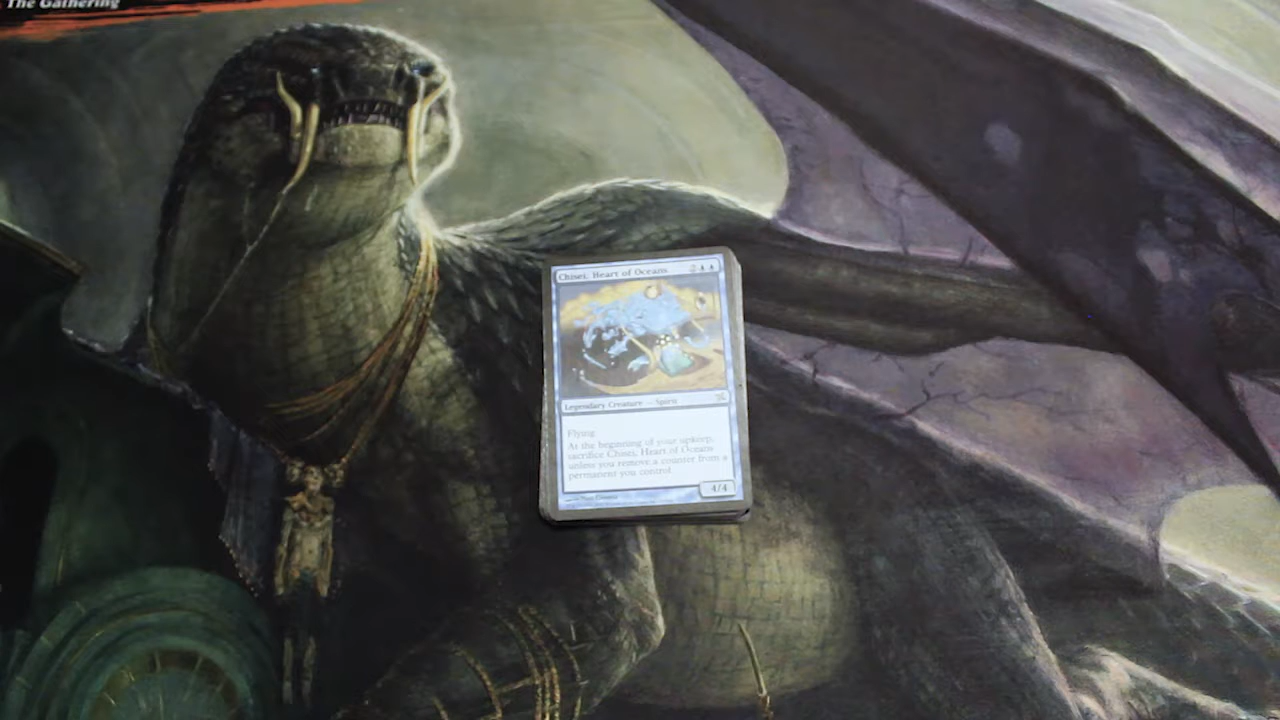 The Gathering
Chisei, Heart of Oceans 2
Legendary Creature — Spirit
Flying
At the beginning of your upkeep,
sacrifice Chisei, Heart of Oceans
unless you remove a counter from a
permanent you control.
4/4